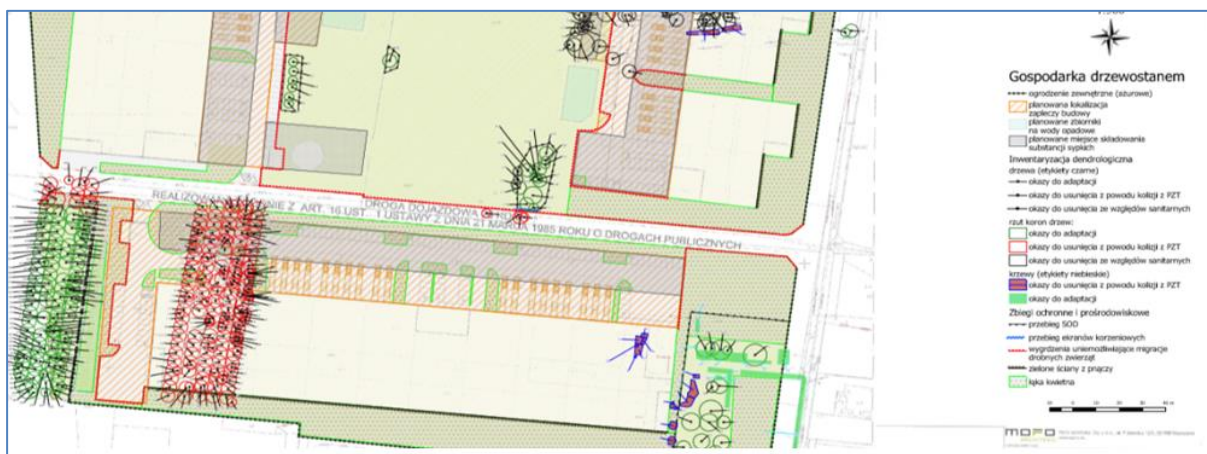 DROGA DOJAZDOWA
REALIZOWANA Z ART. 16 UST. 1 USTAWY Z DNIA 21 MARCA 1985 ROKU O DROGACH PUBLICZNYCH
Gospodarka drzewostanem
ogrodzenie zewnętrzne (ażurowe)
planowana lokalizacja
zapleczy budowy
planowane zbiorniki
na wody opadowe
planowane miejsce składowania
substancji sypkich
Inwentaryzacja dendrologiczna
drzewa (etykiety czarne)
okazy do adaptacji
okazy do usunięcia z powodu kolizji z PZT
okazy do usunięcia ze względów sanitarnych
rzut koron drzew:
okazy do adaptacji
okazy do usunięcia z powodu kolizji z PZT
okazy do usunięcia ze względów sanitarnych
krzewy (etykiety niebieskie)
okazy do usunięcia z powodu kolizji z PZT
okazy do adaptacji
Zbiegi ochronne i prośrodowiskowe
przebieg SOO
przebieg ekranów korzeniowych
wygrdzenia uniemożliwiające migracje
drobnych zwierząt
zielone ściany z pnączy
łąka kwietna